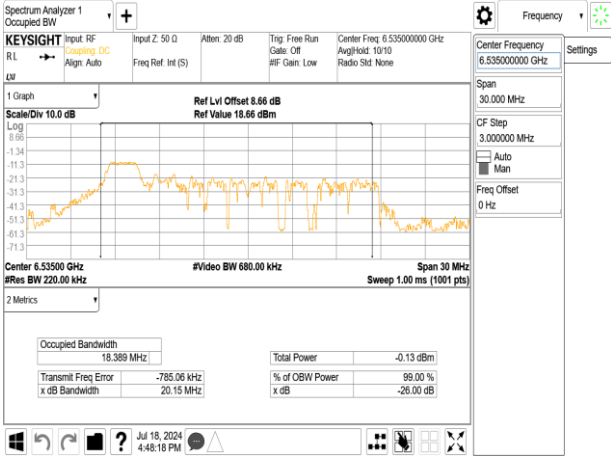 Spectrum Analyzer 1
Occupied BW
Frequency
KEYSIGHT
R L
Input: RF
Coupling: DC
Align: Auto
Input Z: 50 Ω
Freq Ref: Int (S)
Atten: 20 dB
Trig: Free Run
Gate: Off
#IF Gain: Low
Center Freq: 6.535000000 GHz
Avg|Hold: 10/10
Radio Std: None
Center Frequency
6.535000000 GHz
Settings
Span
30.000 MHz
CF Step
3.000000 MHz
Auto
Man
Freq Offset
0 Hz
1 Graph
Scale/Div 10.0 dB
Ref Lvl Offset 8.66 dB
Ref Value 18.66 dBm
Log
8.66
-1.34
-11.3
-21.3
-31.3
-41.3
-51.3
-61.3
-71.3
Center 6.53500 GHz
#Video BW 680.00 kHz
Span 30 MHz
#Res BW 220.00 kHz
Sweep 1.00 ms (1001 pts)
2 Metrics
Occupied Bandwidth
18.389 MHz
Total Power -0.13 dBm
Transmit Freq Error -785.06 kHz
% of OBW Power 99.00 %
x dB Bandwidth 20.15 MHz
x dB -26.00 dB
Jul 18, 2024
4:48:18 PM